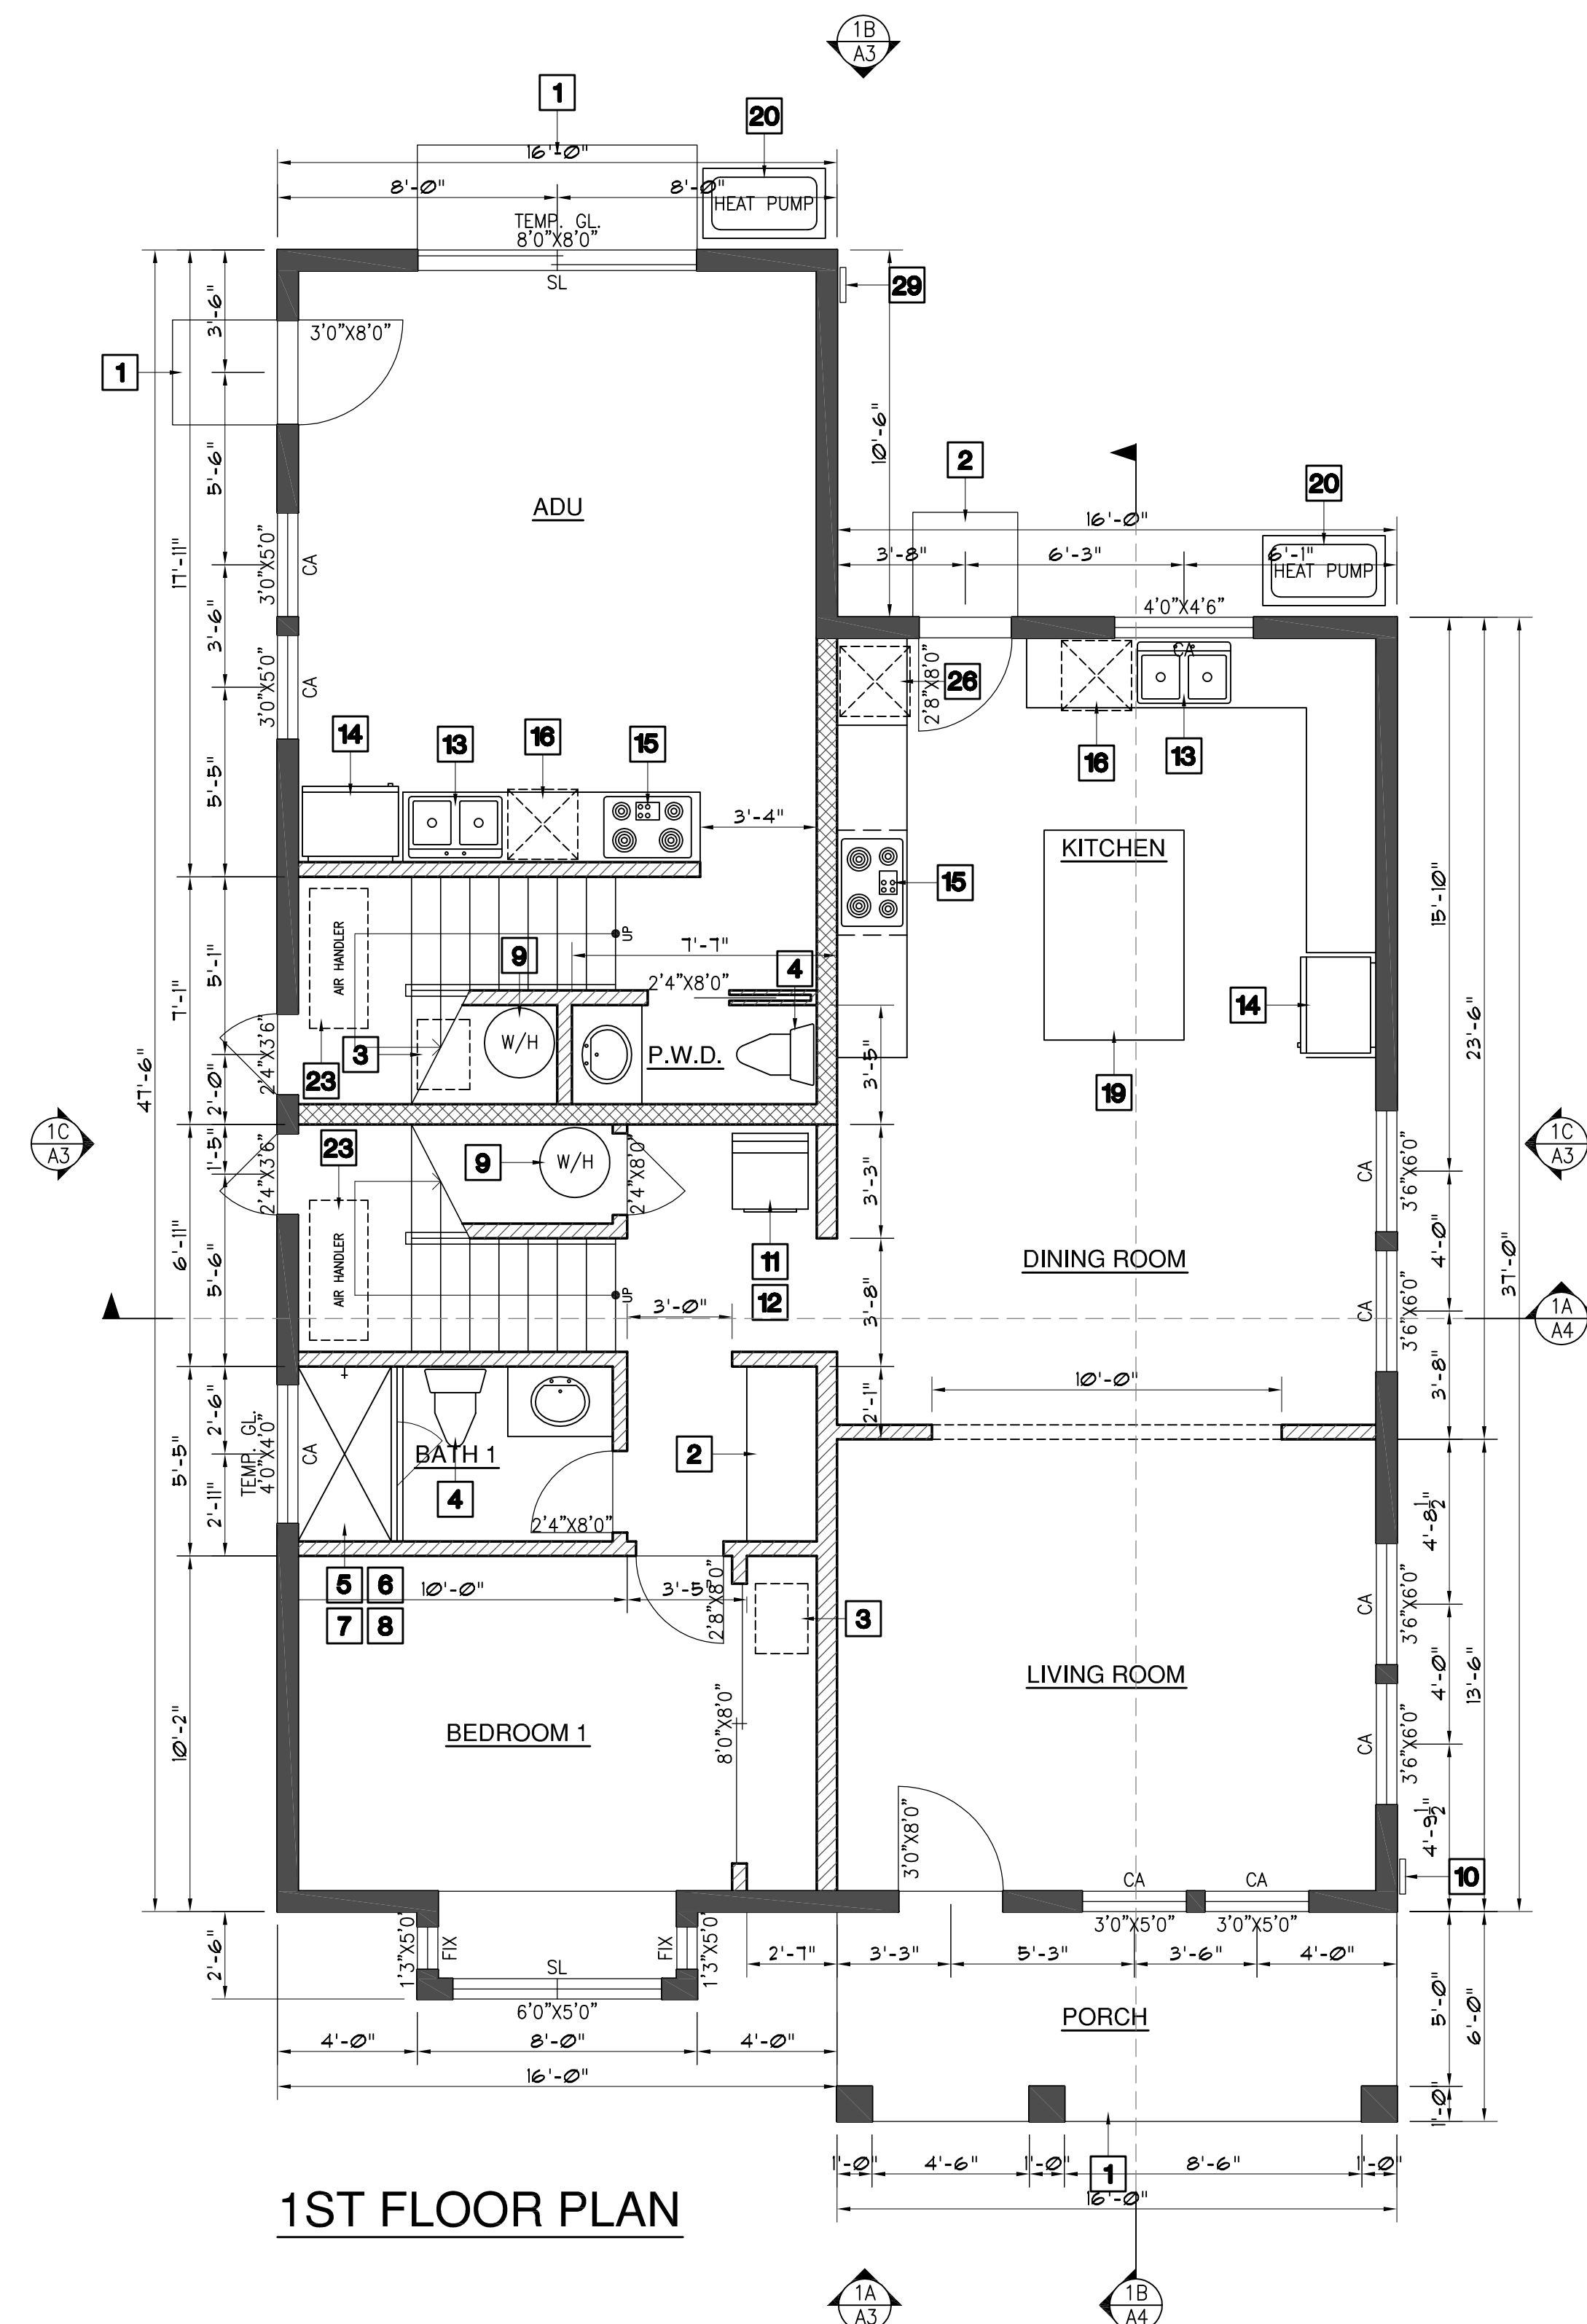 1B
A3
1
20
16'-0"
8'-0"
8'-0"
HEAT PUMP
TEMP. GL.
8'0"X8'0"
SL
29
3'-6"
3'0"X8'0"
1
10'-6"
5'-6"
2
20
ADU
16'-0"
3'-8"
6'-3"
6'-1"
HEAT PUMP
17'-11"
3'0"X5'0"
CA
4'0"X4'6"
3'-6"
CA
26
2'8"X8'0"
3'0"X5'0"
CA
14
13
16
15
16
13
5'-5"
3'-4"
KITCHEN
15
15'-10"
AIR HANDLER
UP
7'-7"
9
4
2'4"X8'0"
5'-1"
14
23'-6"
7'-1"
2'4"X3'6"
3
W/H
P.W.D.
3'-5"
47'-6"
23
19
2'-0"
1C
A3
1'-5"
2'4"X3'6"
23
9
W/H
2'4"X8'0"
3'-3"
CA
3'6"X6'0"
1C
A3
6'-11"
5'-6"
AIR HANDLER
UP
11
12
DINING ROOM
4'-0"
37'-0"
3'-0"
3'-8"
CA
3'6"X6'0"
1A
A4
10'-0"
3'-8"
2'-6"
2'-1"
5'-5"
TEMP. GL.
4'0"X4'0"
CA
BATH 1
2
4
2'-11"
2'4"X8'0"
4'-8 1/2"
5
6
10'-0"
3'-5"
2'8"X8'0"
3
CA
3'6"X6'0"
7
8
LIVING ROOM
4'-0"
13'-6"
10'-2"
BEDROOM 1
8'0"X8'0"
CA
3'6"X6'0"
3'0"X8'0"
4'-9 1/2"
CA
CA
10
3'0"X5'0"
3'0"X5'0"
2'-6"
1'3"X5'0"
FIX
FIX
1'3"X5'0"
2'-7"
3'-3"
5'-3"
3'-6"
4'-0"
SL
6'0"X5'0"
PORCH
5'-0"
6'-0"
4'-0"
8'-0"
4'-0"
16'-0"
1'-0"
1'-0"
4'-6"
1'-0"
1
8'-6"
1'-0"
16'-0"
1ST FLOOR PLAN
1A
A3
1B
A4